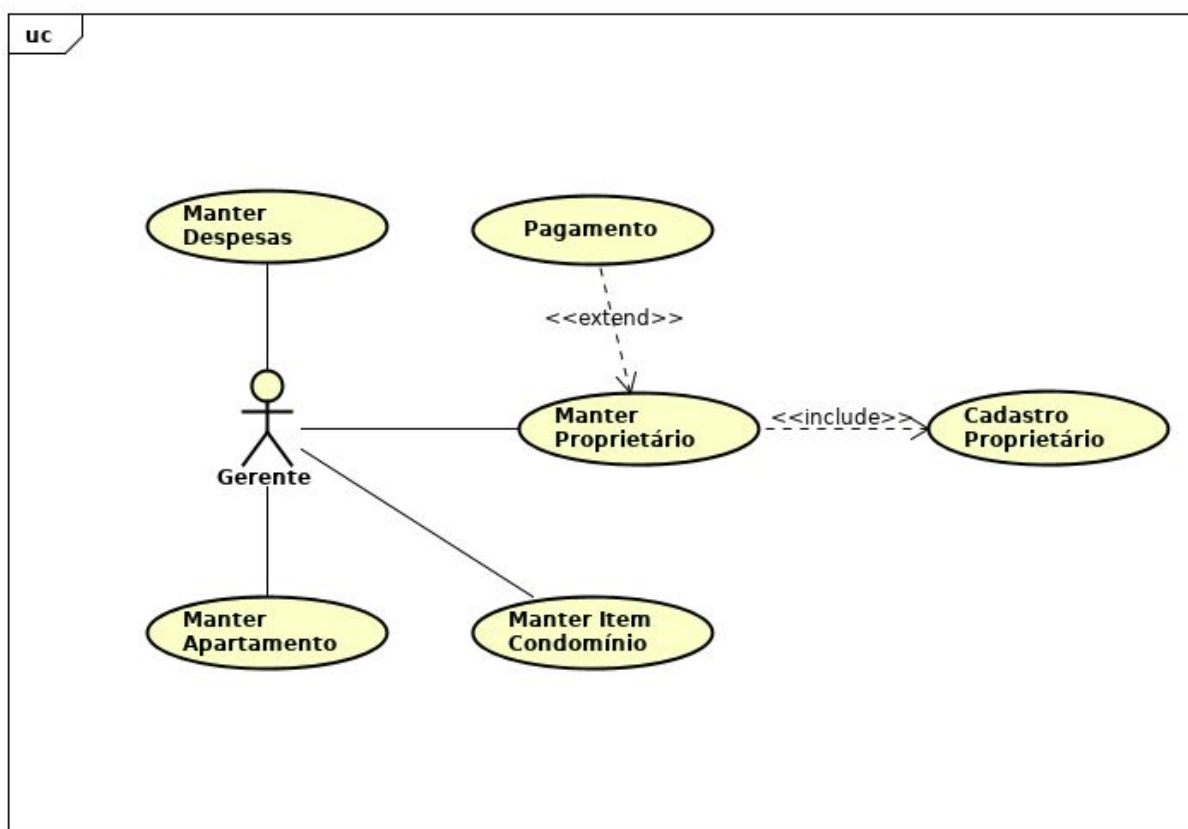 uc
Manter
Despesas
Pagamento
<<extend>>
Manter
Proprietário
<<include>>
Cadastro
Proprietário
Gerente
Manter
Apartamento
Manter Item
Condomínio